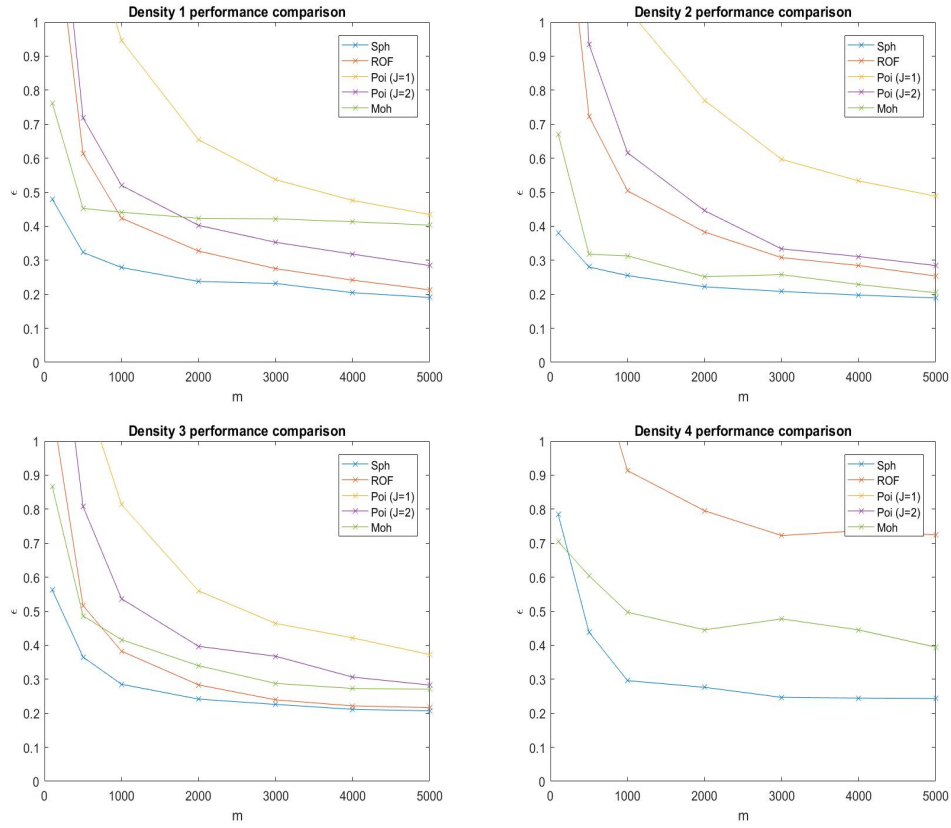 Density 1 performance comparison
1
0.9
0.8
0.7
0.6
0.5
0.4
0.3
0.2
0.1
0
ϵ
Sph
ROF
Poi (J=1)
Poi (J=2)
Moh
0 1000 2000 3000 4000 5000
m
Density 2 performance comparison
1
0.9
0.8
0.7
0.6
0.5
0.4
0.3
0.2
0.1
0
ϵ
Sph
ROF
Poi (J=1)
Poi (J=2)
Moh
0 1000 2000 3000 4000 5000
m
Density 3 performance comparison
1
0.9
0.8
0.7
0.6
0.5
0.4
0.3
0.2
0.1
0
ϵ
Sph
ROF
Poi (J=1)
Poi (J=2)
Moh
0 1000 2000 3000 4000 5000
m
Density 4 performance comparison
1
0.9
0.8
0.7
0.6
0.5
0.4
0.3
0.2
0.1
0
ϵ
Sph
ROF
Poi (J=1)
Poi (J=2)
Moh
0 1000 2000 3000 4000 5000
m